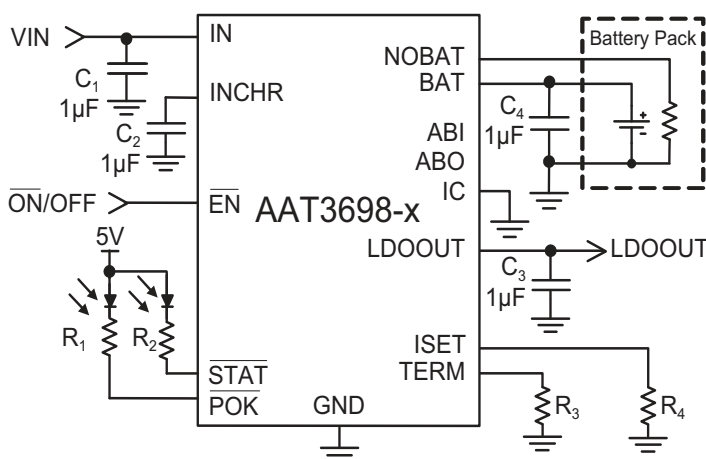 VIN
IN
C1
1µF
INCHR
C2
1µF
ON/OFF
EN
AAT3698-x
5V
R1
R2
STAT
POK
GND
NOBAT
BAT
ABI
ABO
IC
LDOOUT
ISET
TERM
Battery Pack
+
-
C4
1µF
LDOOUT
C3
1µF
R3
R4